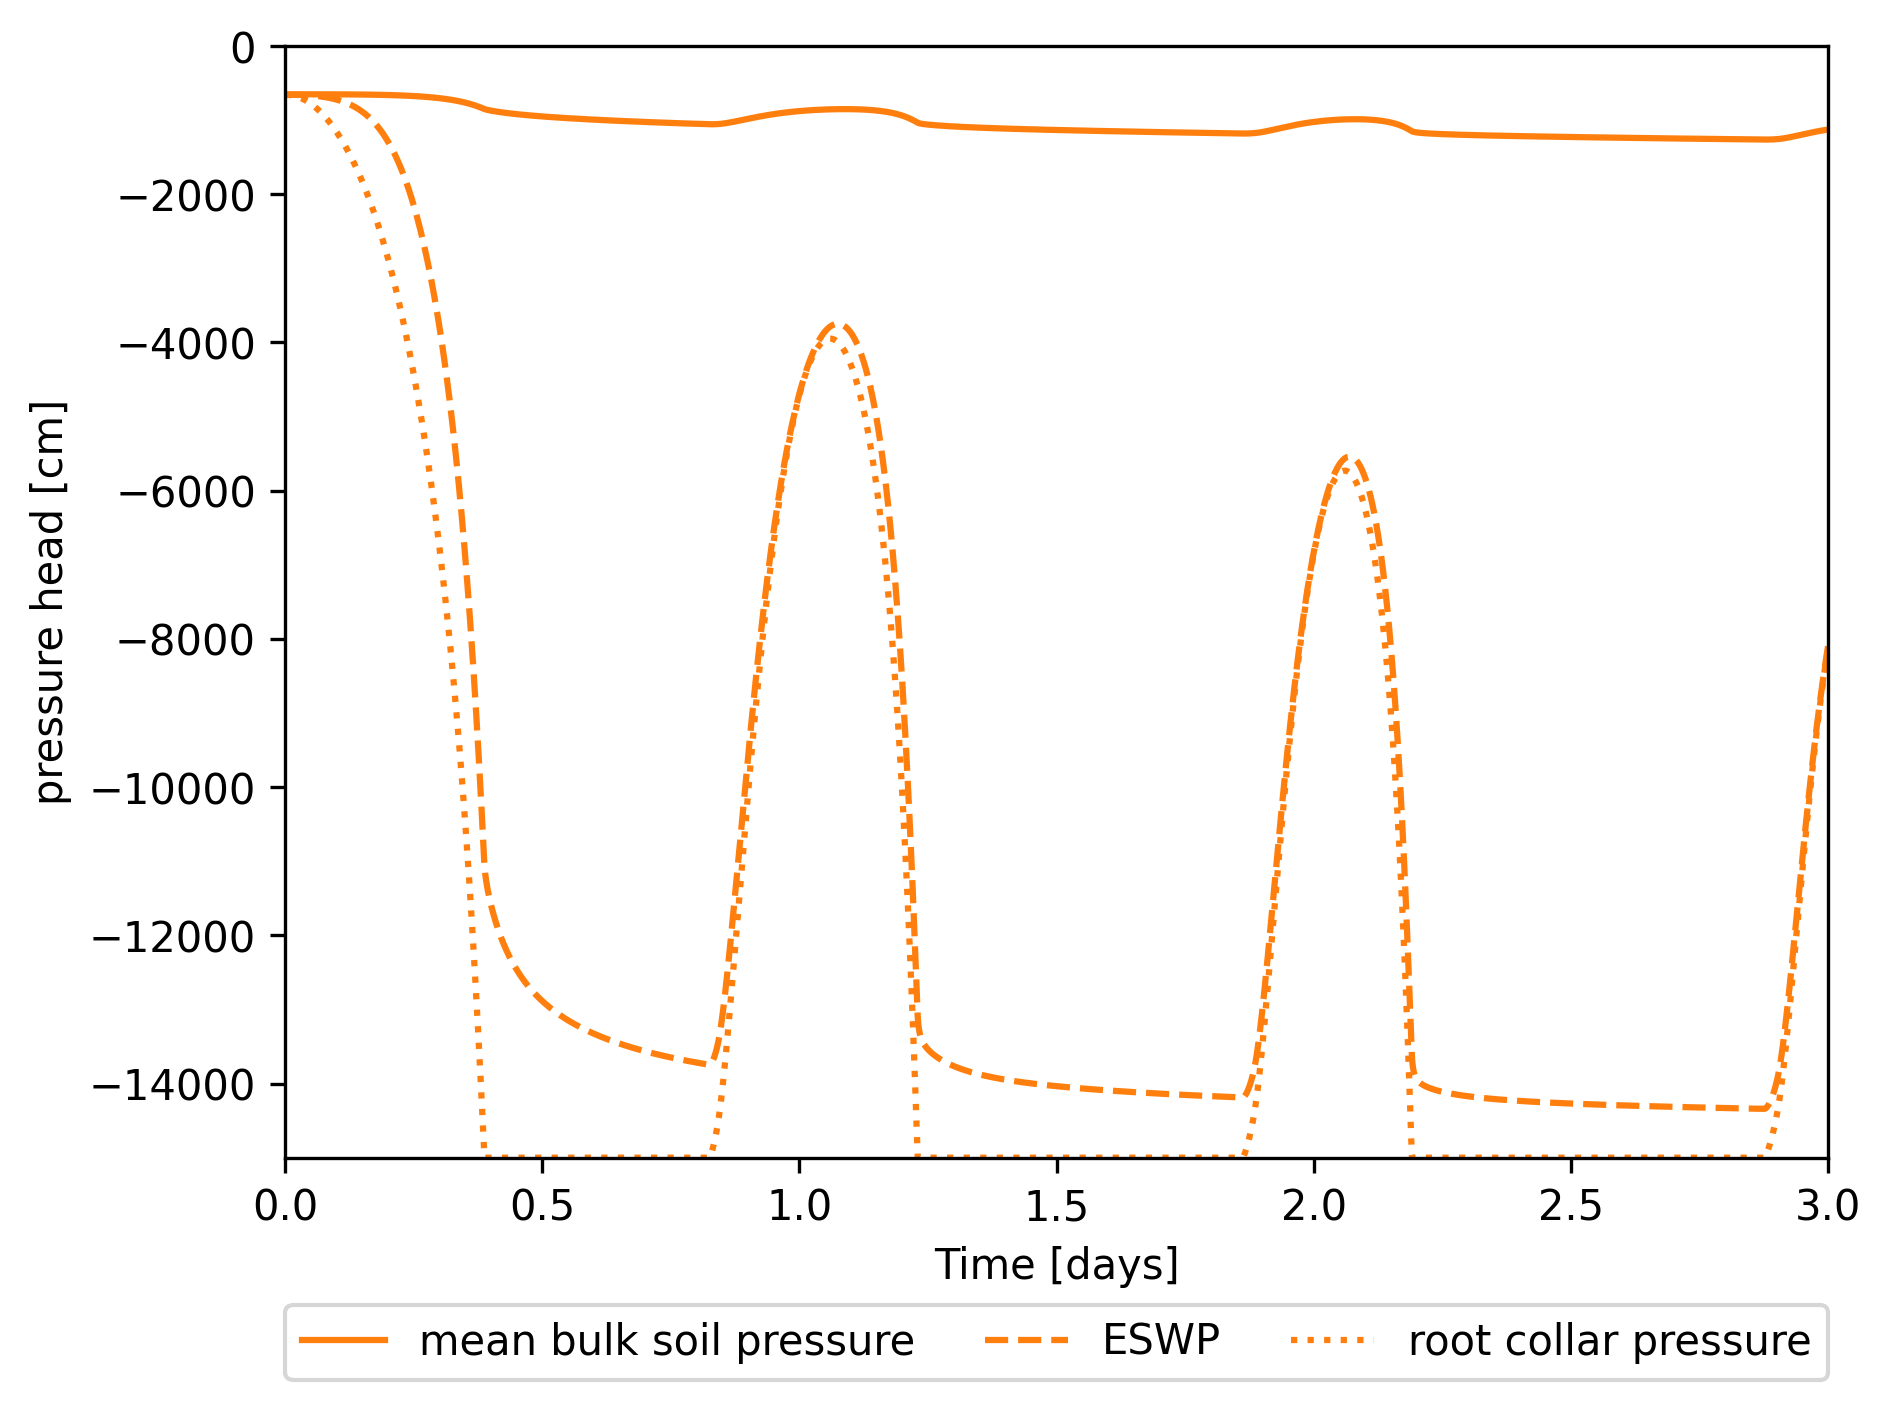 0
−2000
−4000
−6000
−8000
−10000
−12000
−14000
pressure head [cm]
0.0 0.5 1.0 1.5 2.0 2.5 3.0
Time [days]
mean bulk soil pressure ESWP root collar pressure